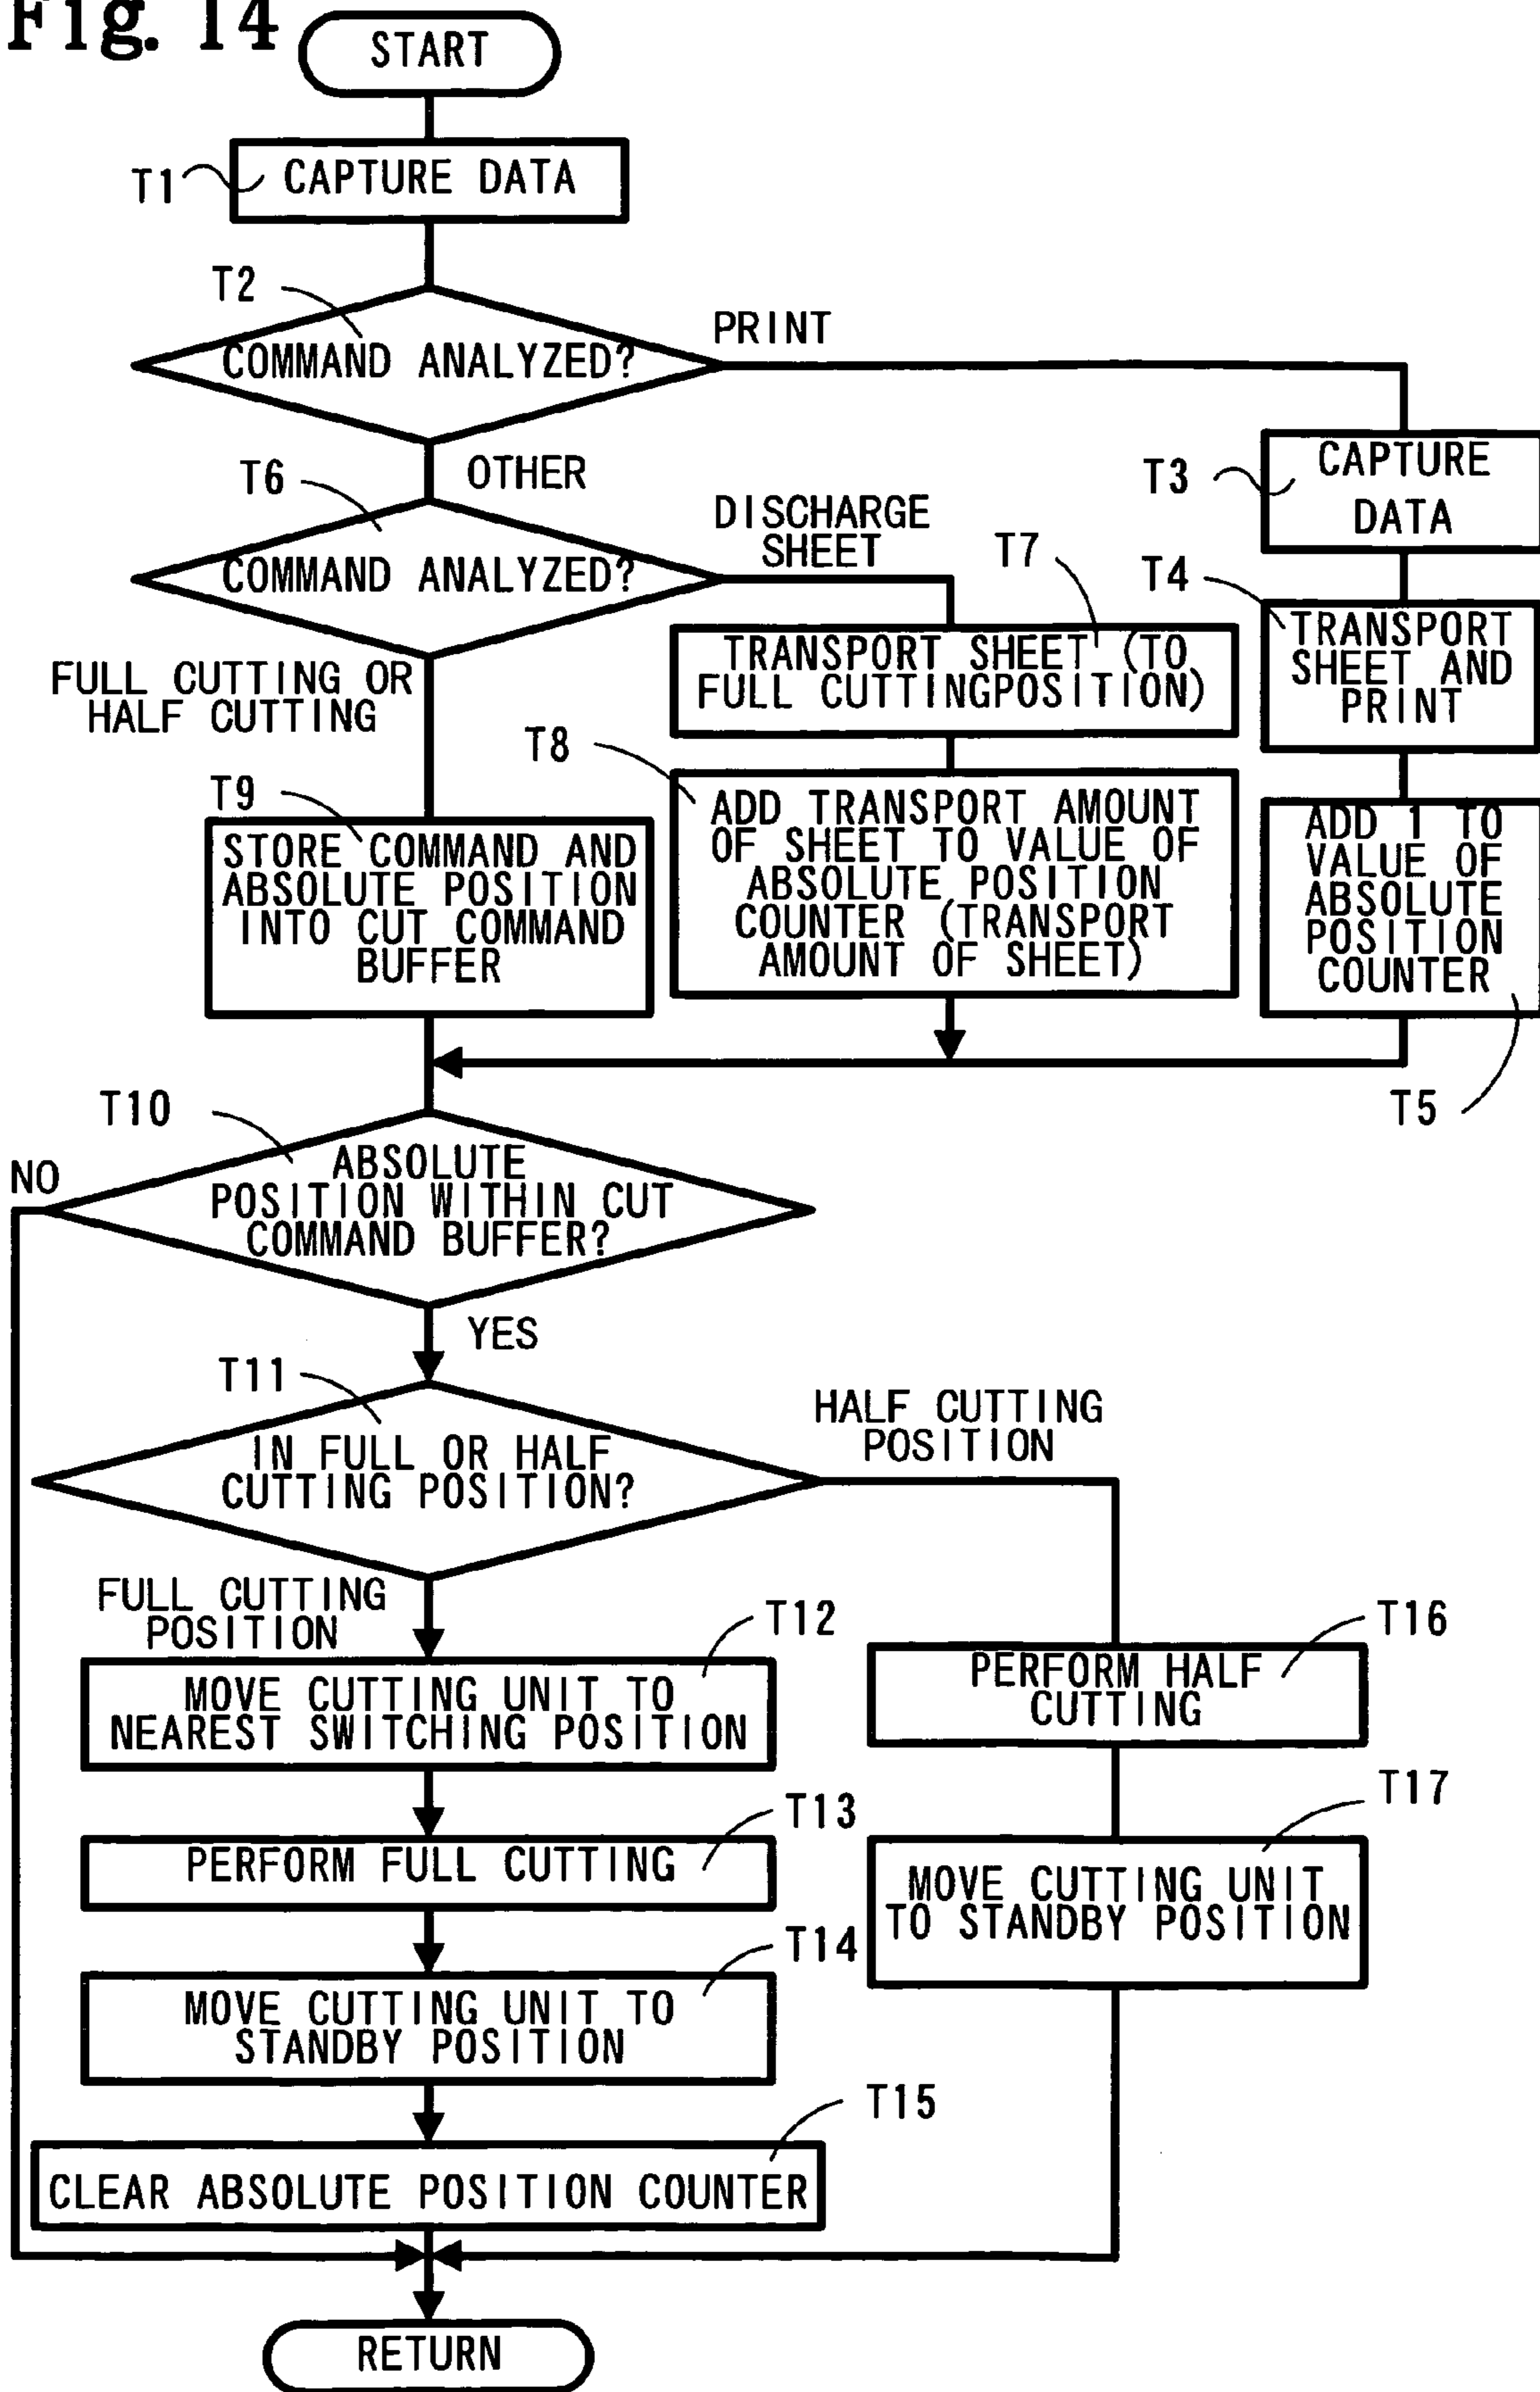 Fig. 14
START
T1
CAPTURE DATA
T2
PRINT
COMMAND ANALYZED?
T6
OTHER
T3
CAPTURE
DATA
DISCHARGE
SHEET
COMMAND ANALYZED?
T7
T4
FULL CUTTING OR
HALF CUTTING
TRANSPORT SHEET (TO
FULL CUTTINGPOSITION)
TRANSPORT
SHEET AND
PRINT
T8
T9
STORE COMMAND AND
ABSOLUTE POSITION
INTO CUT COMMAND
BUFFER
ADD TRANSPORT AMOUNT
OF SHEET TO VALUE OF
ABSOLUTE POSITION
COUNTER (TRANSPORT
AMOUNT OF SHEET)
ADD 1 TO
VALUE OF
ABSOLUTE
POSITION
COUNTER
T5
T10
NO
ABSOLUTE
POSITION WITHIN CUT
COMMAND BUFFER?
YES
T11
HALF CUTTING
POSITION
IN FULL OR HALF
CUTTING POSITION?
FULL CUTTING
POSITION
T12
T16
MOVE CUTTING UNIT TO
NEAREST SWITCHING POSITION
PERFORM HALF
CUTTING
T13
T17
PERFORM FULL CUTTING
MOVE CUTTING UNIT
TO STANDBY POSITION
T14
MOVE CUTTING UNIT TO
STANDBY POSITION
T15
CLEAR ABSOLUTE POSITION COUNTER
RETURN